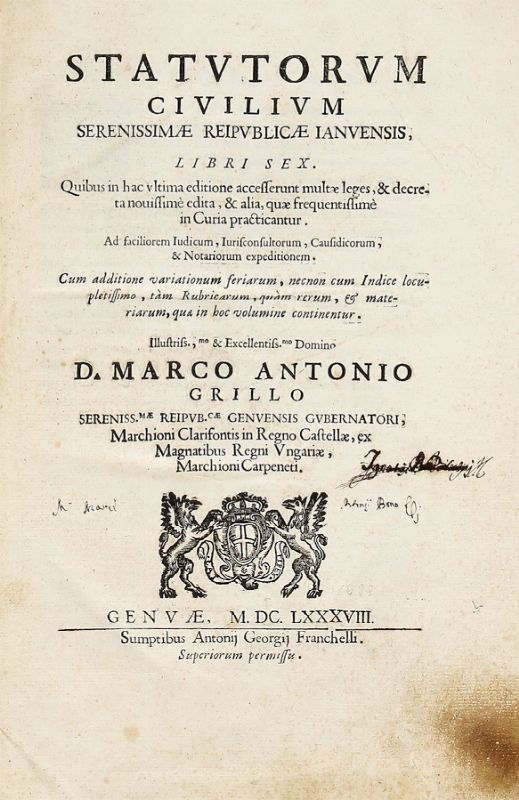 STATVTORVM
CIVILIVM
SERENISSIMÆ REIPVBLICÆ IANVENSIS,
LIBRI SEX.
Quibus in hac vltima editione accesserunt multæ leges, & decre-
ta nouissimè edita, & alia, quæ frequentissimè
in Curia practicantur.
Ad faciliorem Iudicum, Iurisconsultorum, Causidicorum,
& Notariorum expeditionem.
Cum additione variationum feriarum, necnon cum Indice locu-
pletissimo, tàm Rubricarum, quàm rerum, & mate-
riarum, quæ in hoc volumine continentur.
Illustriss.,mo & Excellentiss.mo Domino
D. MARCO ANTONIO
GRILLO
SERENISS.MÆ REIPVB.CÆ GENVENSIS GVBERNATORI,
Marchioni Clarifontis in Regno Castellæ, ex
Magnatibus Regni Vngariæ,
Marchioni Carpeneti.
GENVÆ, M. DC. LXXXVIII.
Sumptibus Antonij Georgij Franchelli.
Superiorum permissu.